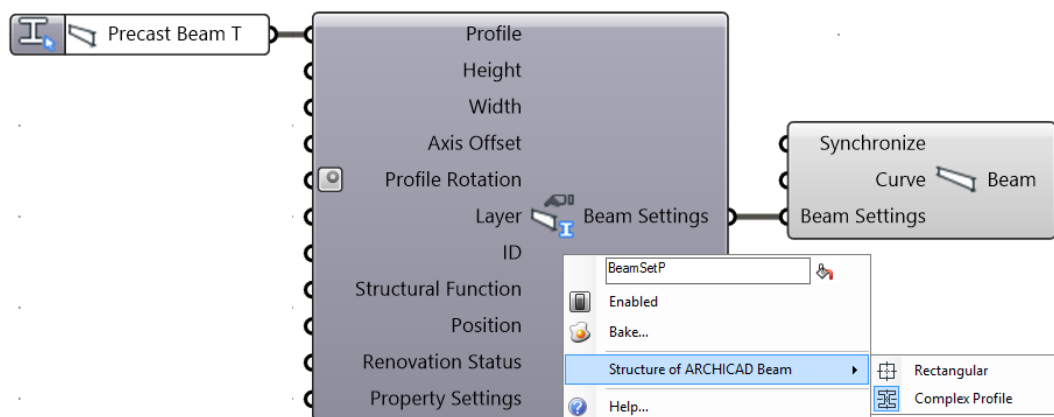 Precast Beam T
Profile
Height
Width
Axis Offset
Profile Rotation
Layer
Beam Settings
ID
Structural Function
Position
Renovation Status
Property Settings
Synchronize
Curve
Beam
Beam Settings
BeamSetP
Enabled
Bake...
Structure of ARCHICAD Beam
Help...
Rectangular
Complex Profile